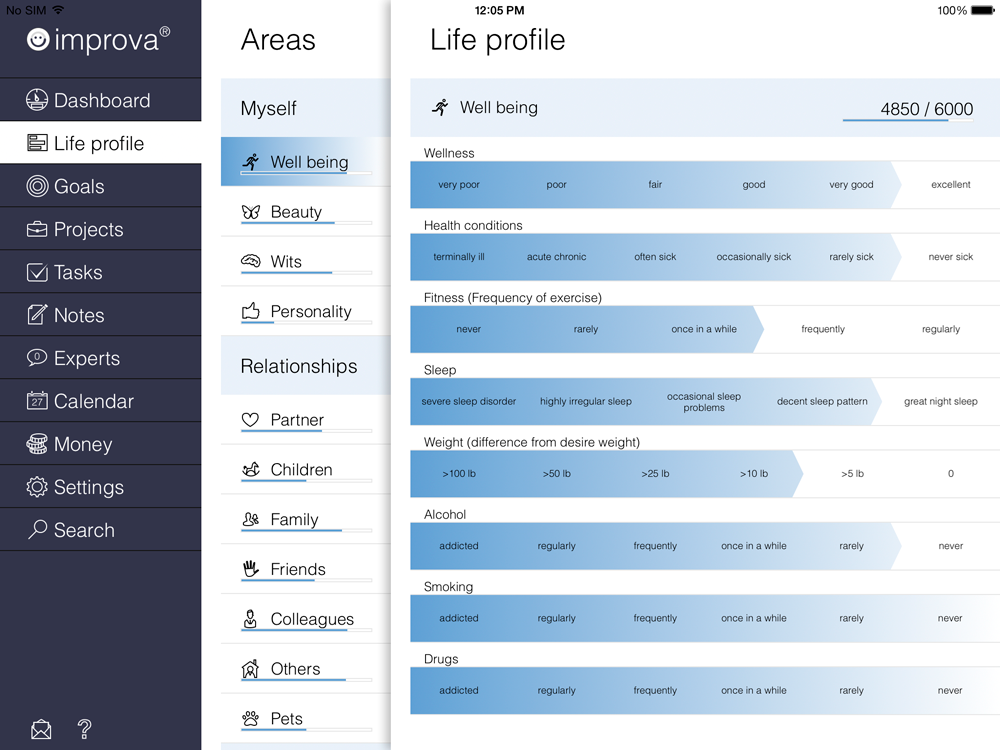 No SIM
12:05 PM
100%
improva®
Dashboard
Life profile
Goals
Projects
Tasks
Notes
0
Experts
27
Calendar
Money
Settings
Search
?
Areas
Myself
Well being
Beauty
Wits
Personality
Relationships
Partner
Children
Family
Friends
Colleagues
Others
Pets
Life profile
Well being
4850 / 6000
Wellness
very poor poor fair good very good excellent
Health conditions
terminally ill acute chronic often sick occasionally sick rarely sick never sick
Fitness (Frequency of exercise)
never rarely once in a while frequently regularly
Sleep
severe sleep disorder highly irregular sleep occasional sleep problems decent sleep pattern great night sleep
Weight (difference from desire weight)
>100 lb >50 lb >25 lb >10 lb >5 lb 0
Alcohol
addicted regularly frequently once in a while rarely never
Smoking
addicted regularly frequently once in a while rarely never
Drugs
addicted regularly frequently once in a while rarely never